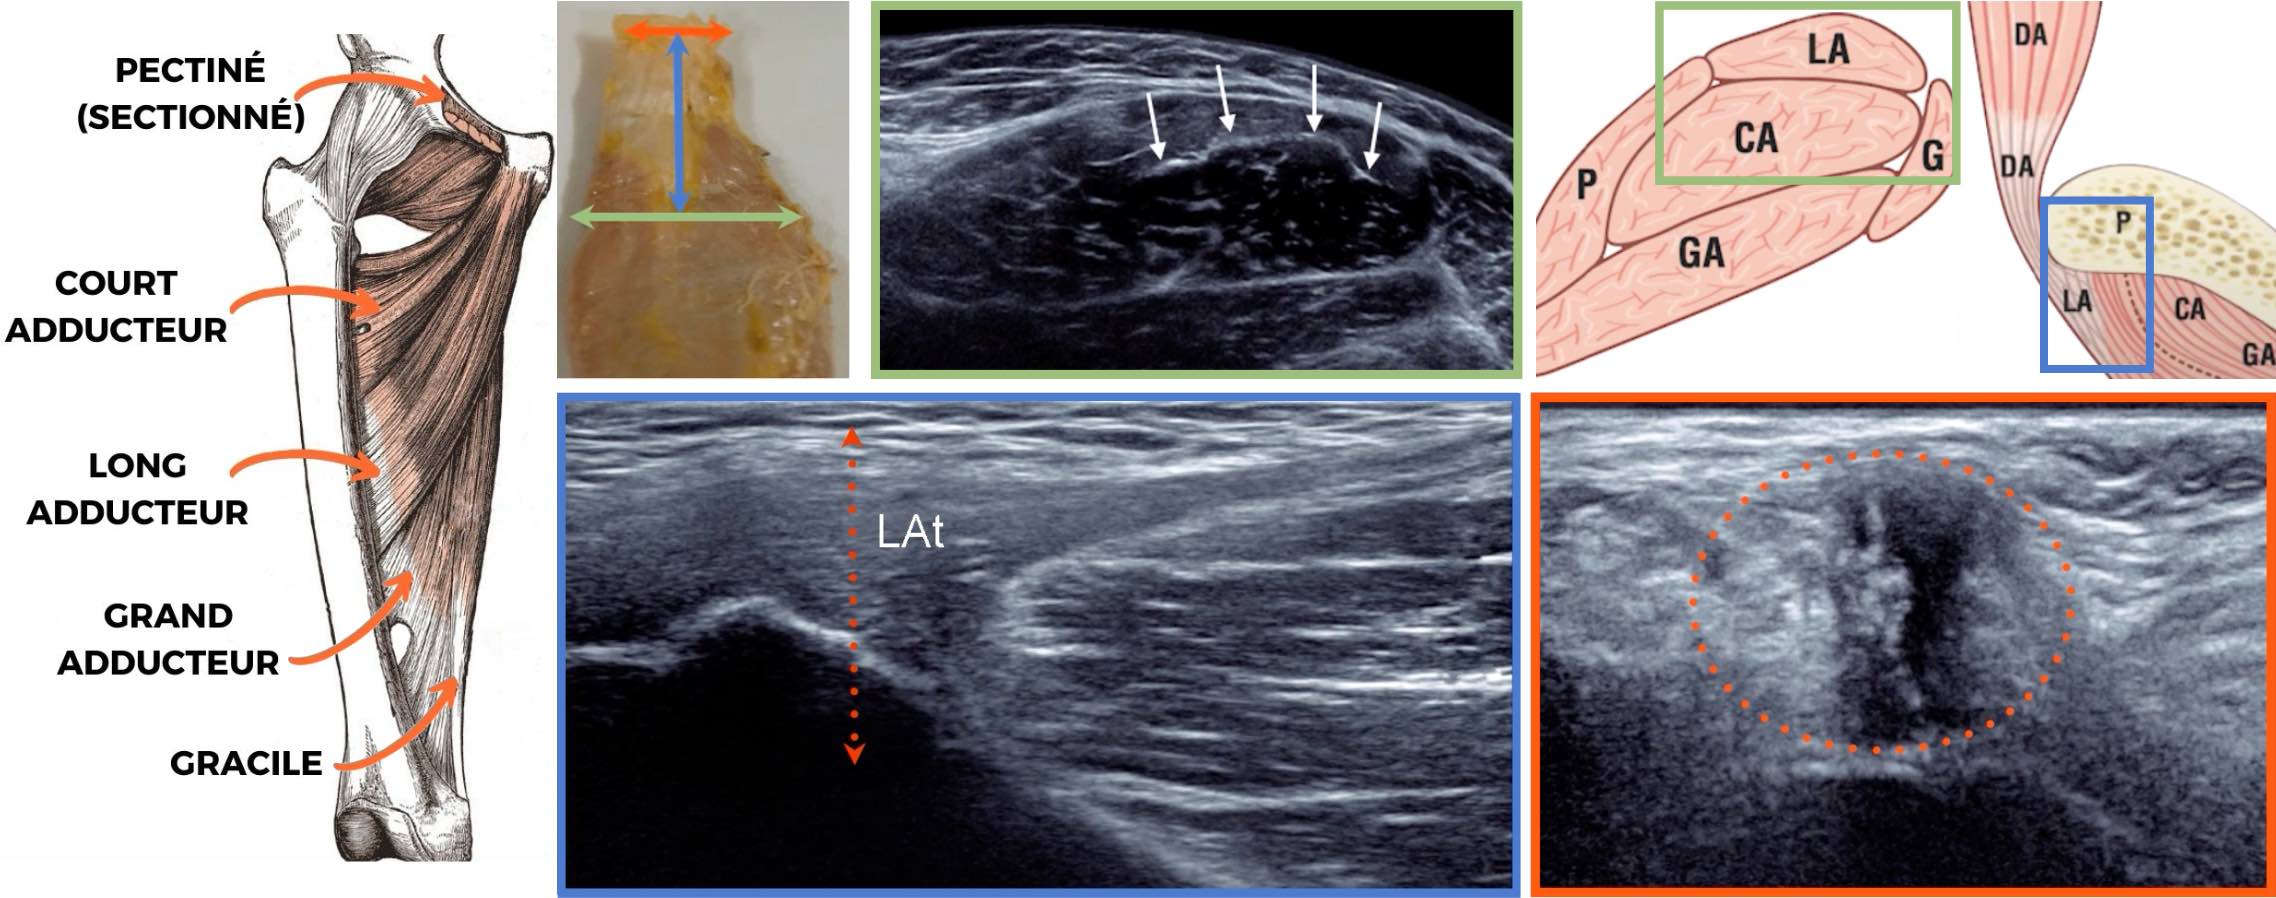 PECTINÉ
(SECTIONNÉ)
COURT
ADDUCTEUR
LONG
ADDUCTEUR
GRAND
ADDUCTEUR
GRACILE
LAt
LA
CA
P
G
GA
DA
DA
P
LA
CA
GA